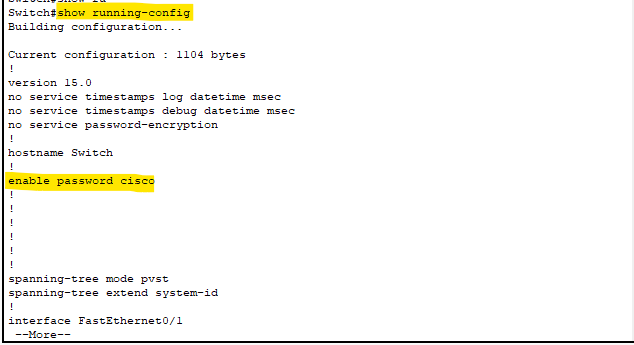 Switch#show running-config
Building configuration...
Current configuration : 1104 bytes
!
version 15.0
no service timestamps log datetime msec
no service timestamps debug datetime msec
no service password-encryption
!
hostname Switch
!
enable password cisco
!
!
!
!
!
!
spanning-tree mode pvst
spanning-tree extend system-id
!
interface FastEthernet0/1
--More--